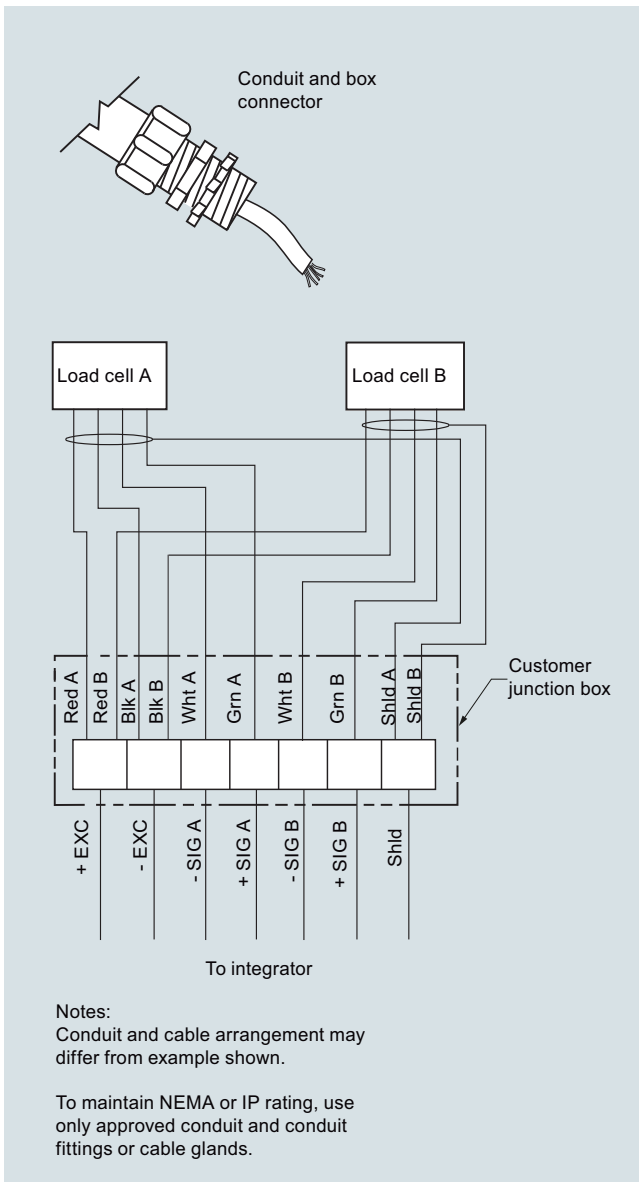 Conduit and box
connector
Load cell A
Load cell B
Customer
junction box
Red A
Red B
Blk A
Blk B
Wht A
Grn A
Wht B
Grn B
Shld A
Shld B
+ EXC
- EXC
- SIG A
+ SIG A
- SIG B
+ SIG B
Shld
To integrator
Notes:
Conduit and cable arrangement may
differ from example shown.
To maintain NEMA or IP rating, use
only approved conduit and conduit
fittings or cable glands.